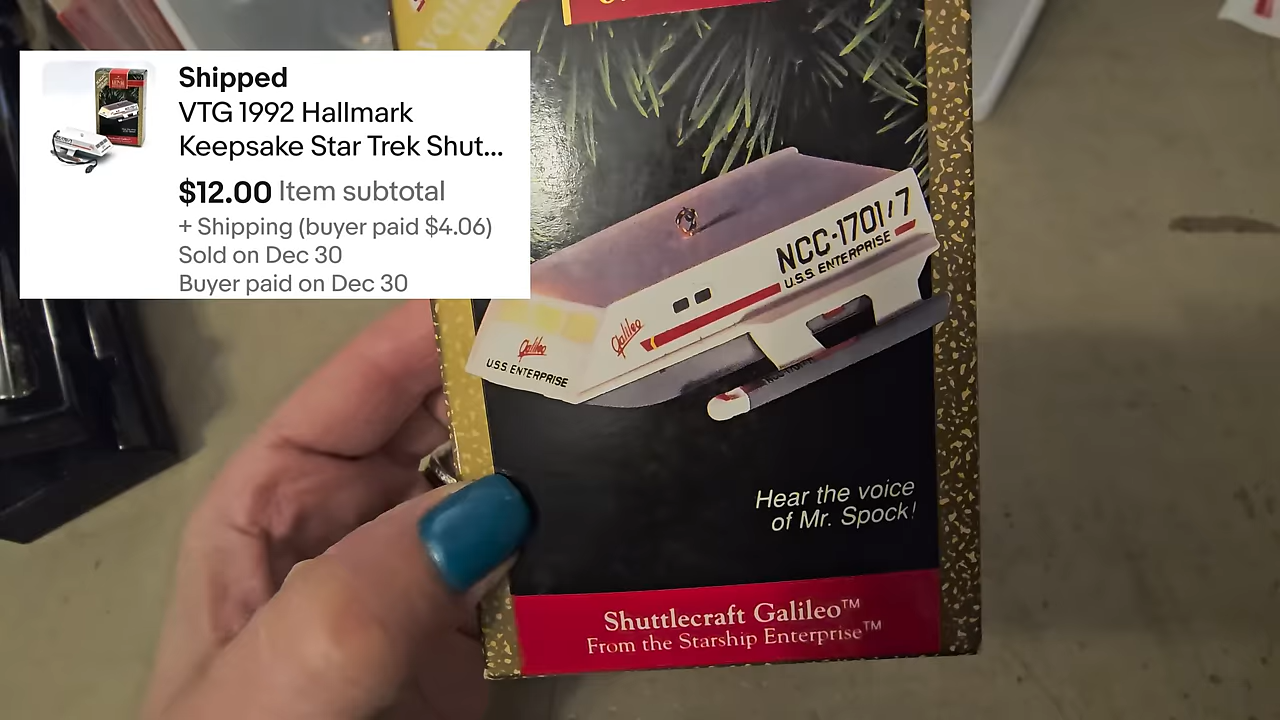 Shipped
VTG 1992 Hallmark
Keepsake Star Trek Shut...
$12.00 Item subtotal
+ Shipping (buyer paid $4.06)
Sold on Dec 30
Buyer paid on Dec 30
NCC-1701/7
U.S.S. ENTERPRISE
Galileo
Galileo
U.S.S. ENTERPRISE
Hear the voice
of Mr. Spock!
Shuttlecraft Galileo™
From the Starship Enterprise™